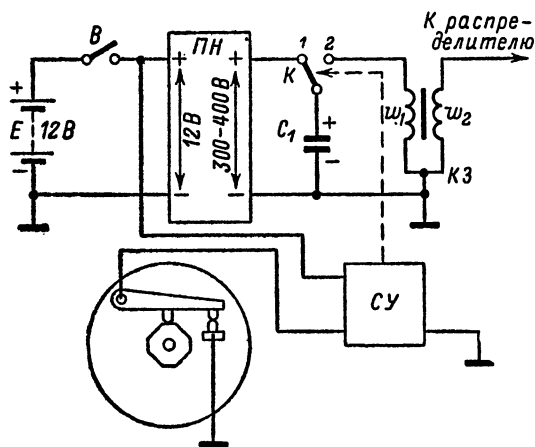 К распре-
делителю
В
ПН
1 2
К
+ +
+
Е 12В
-
12В
300-400В
С1
+
-
w1
w2
КЗ
- -
СУ